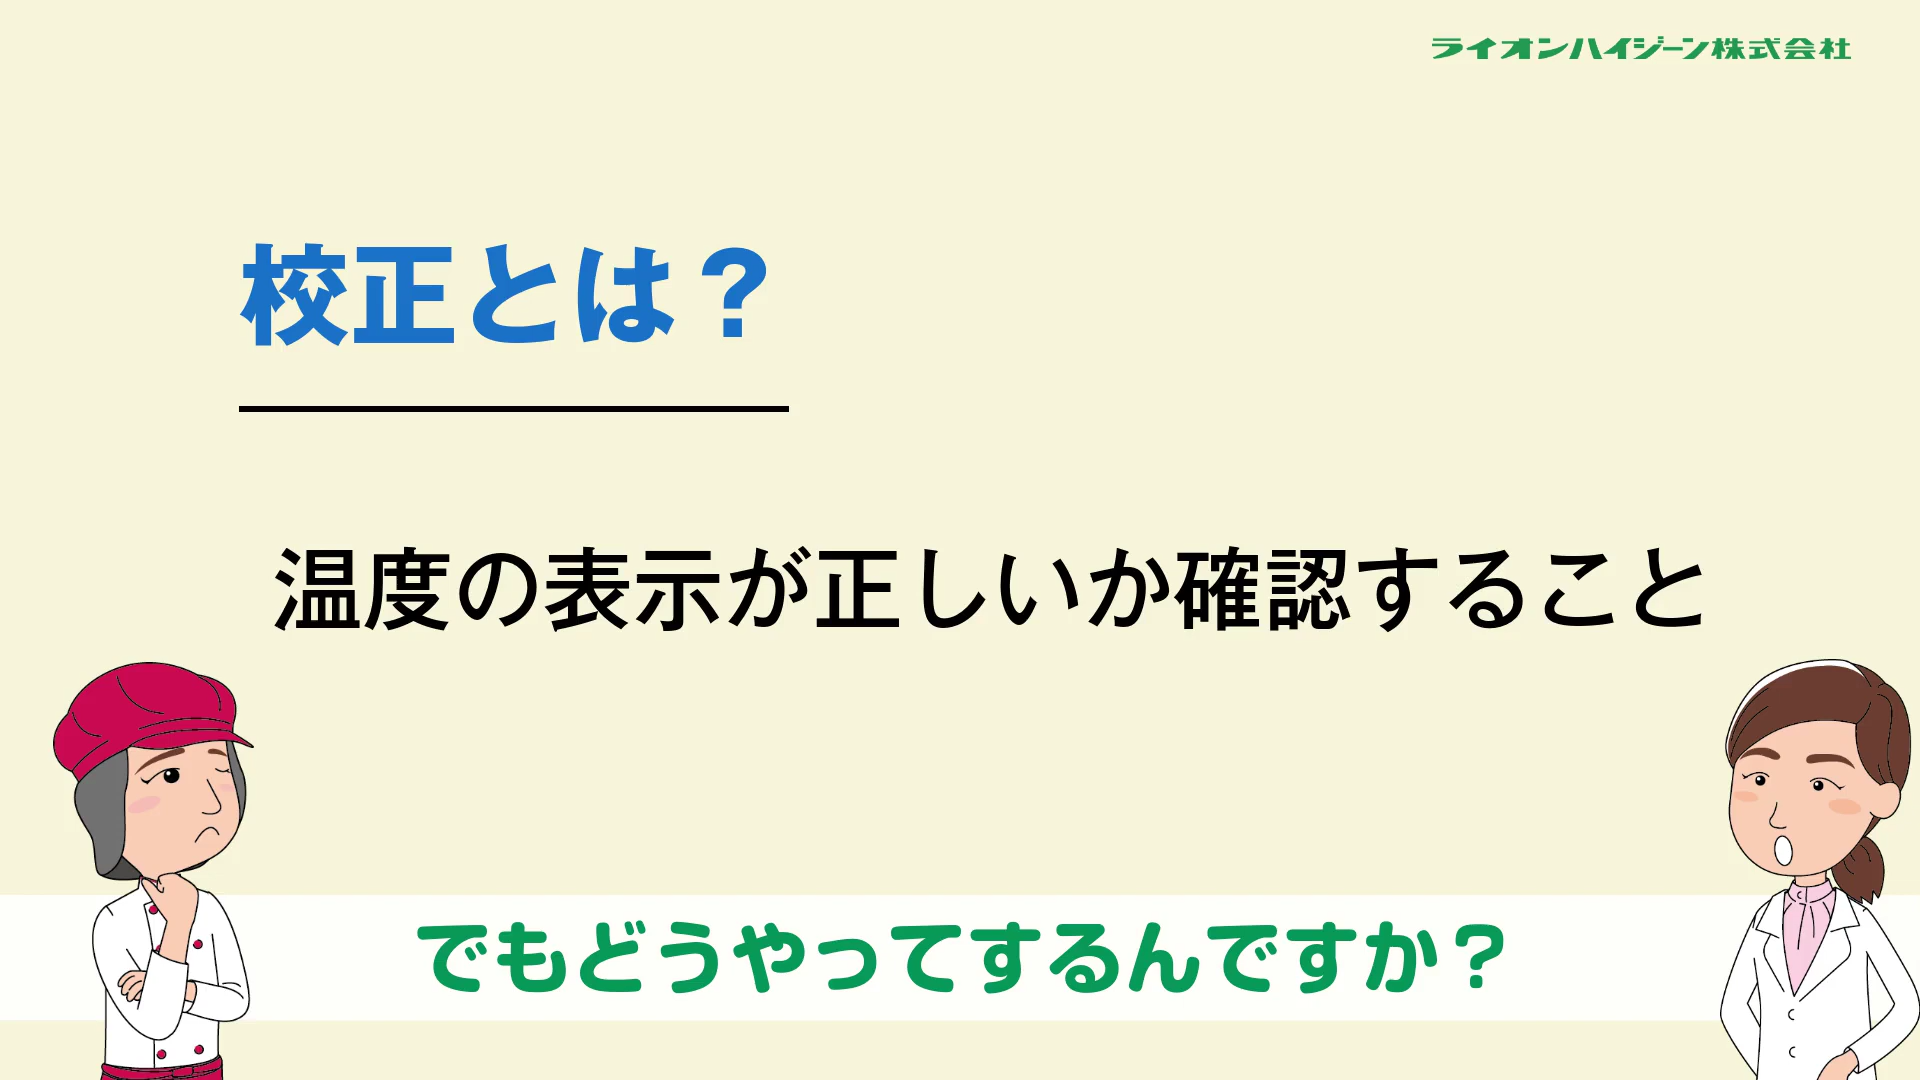 ライオンハイジーン株式会社
校正とは？
温度の表示が正しいか確認すること
でもどうやってするんですか？